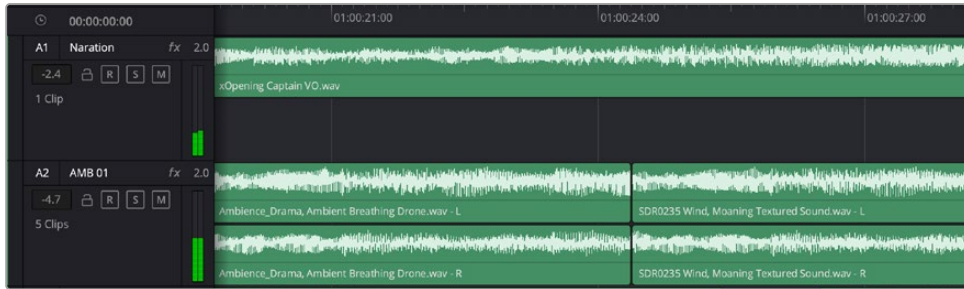 00:00:00:00 01:00:21:00 01:00:24:00 01:00:27:00
A1 Naration fx 2.0
-2.4 R S M
xOpening Captain VO.wav
1 Clip
A2 AMB 01 fx 2.0
-4.7 R S M
Ambience_Drama, Ambient Breathing Drone.wav - L SDR0235 Wind, Moaning Textured Sound.wav - L
5 Clips
Ambience_Drama, Ambient Breathing Drone.wav - R SDR0235 Wind, Moaning Textured Sound.wav - R